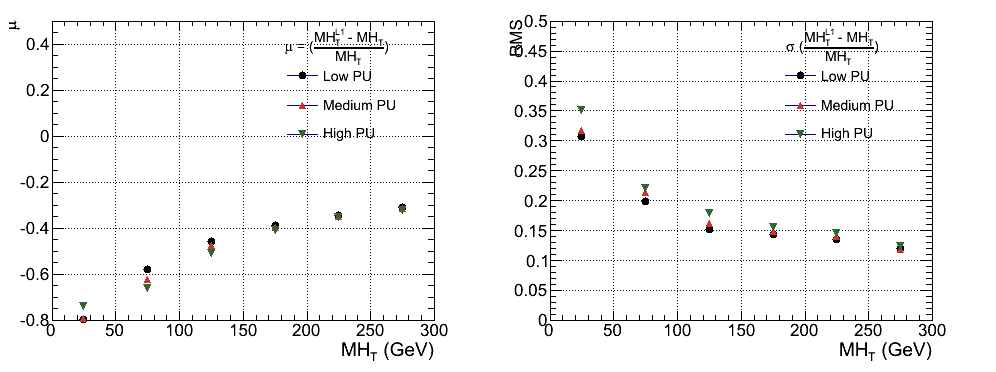 μ
0.4
0.2
0
-0.2
-0.4
-0.6
-0.8
0 50 100 150 200 250 300
MH_T (GeV)
μ = (MH_T^L1 - MH_T / MH_T)
Low PU
Medium PU
High PU
RMS
0.5
0.45
0.4
0.35
0.3
0.25
0.2
0.15
0.1
0.05
0
0 50 100 150 200 250 300
MH_T (GeV)
σ (MH_T^L1 - MH_T / MH_T)
Low PU
Medium PU
High PU